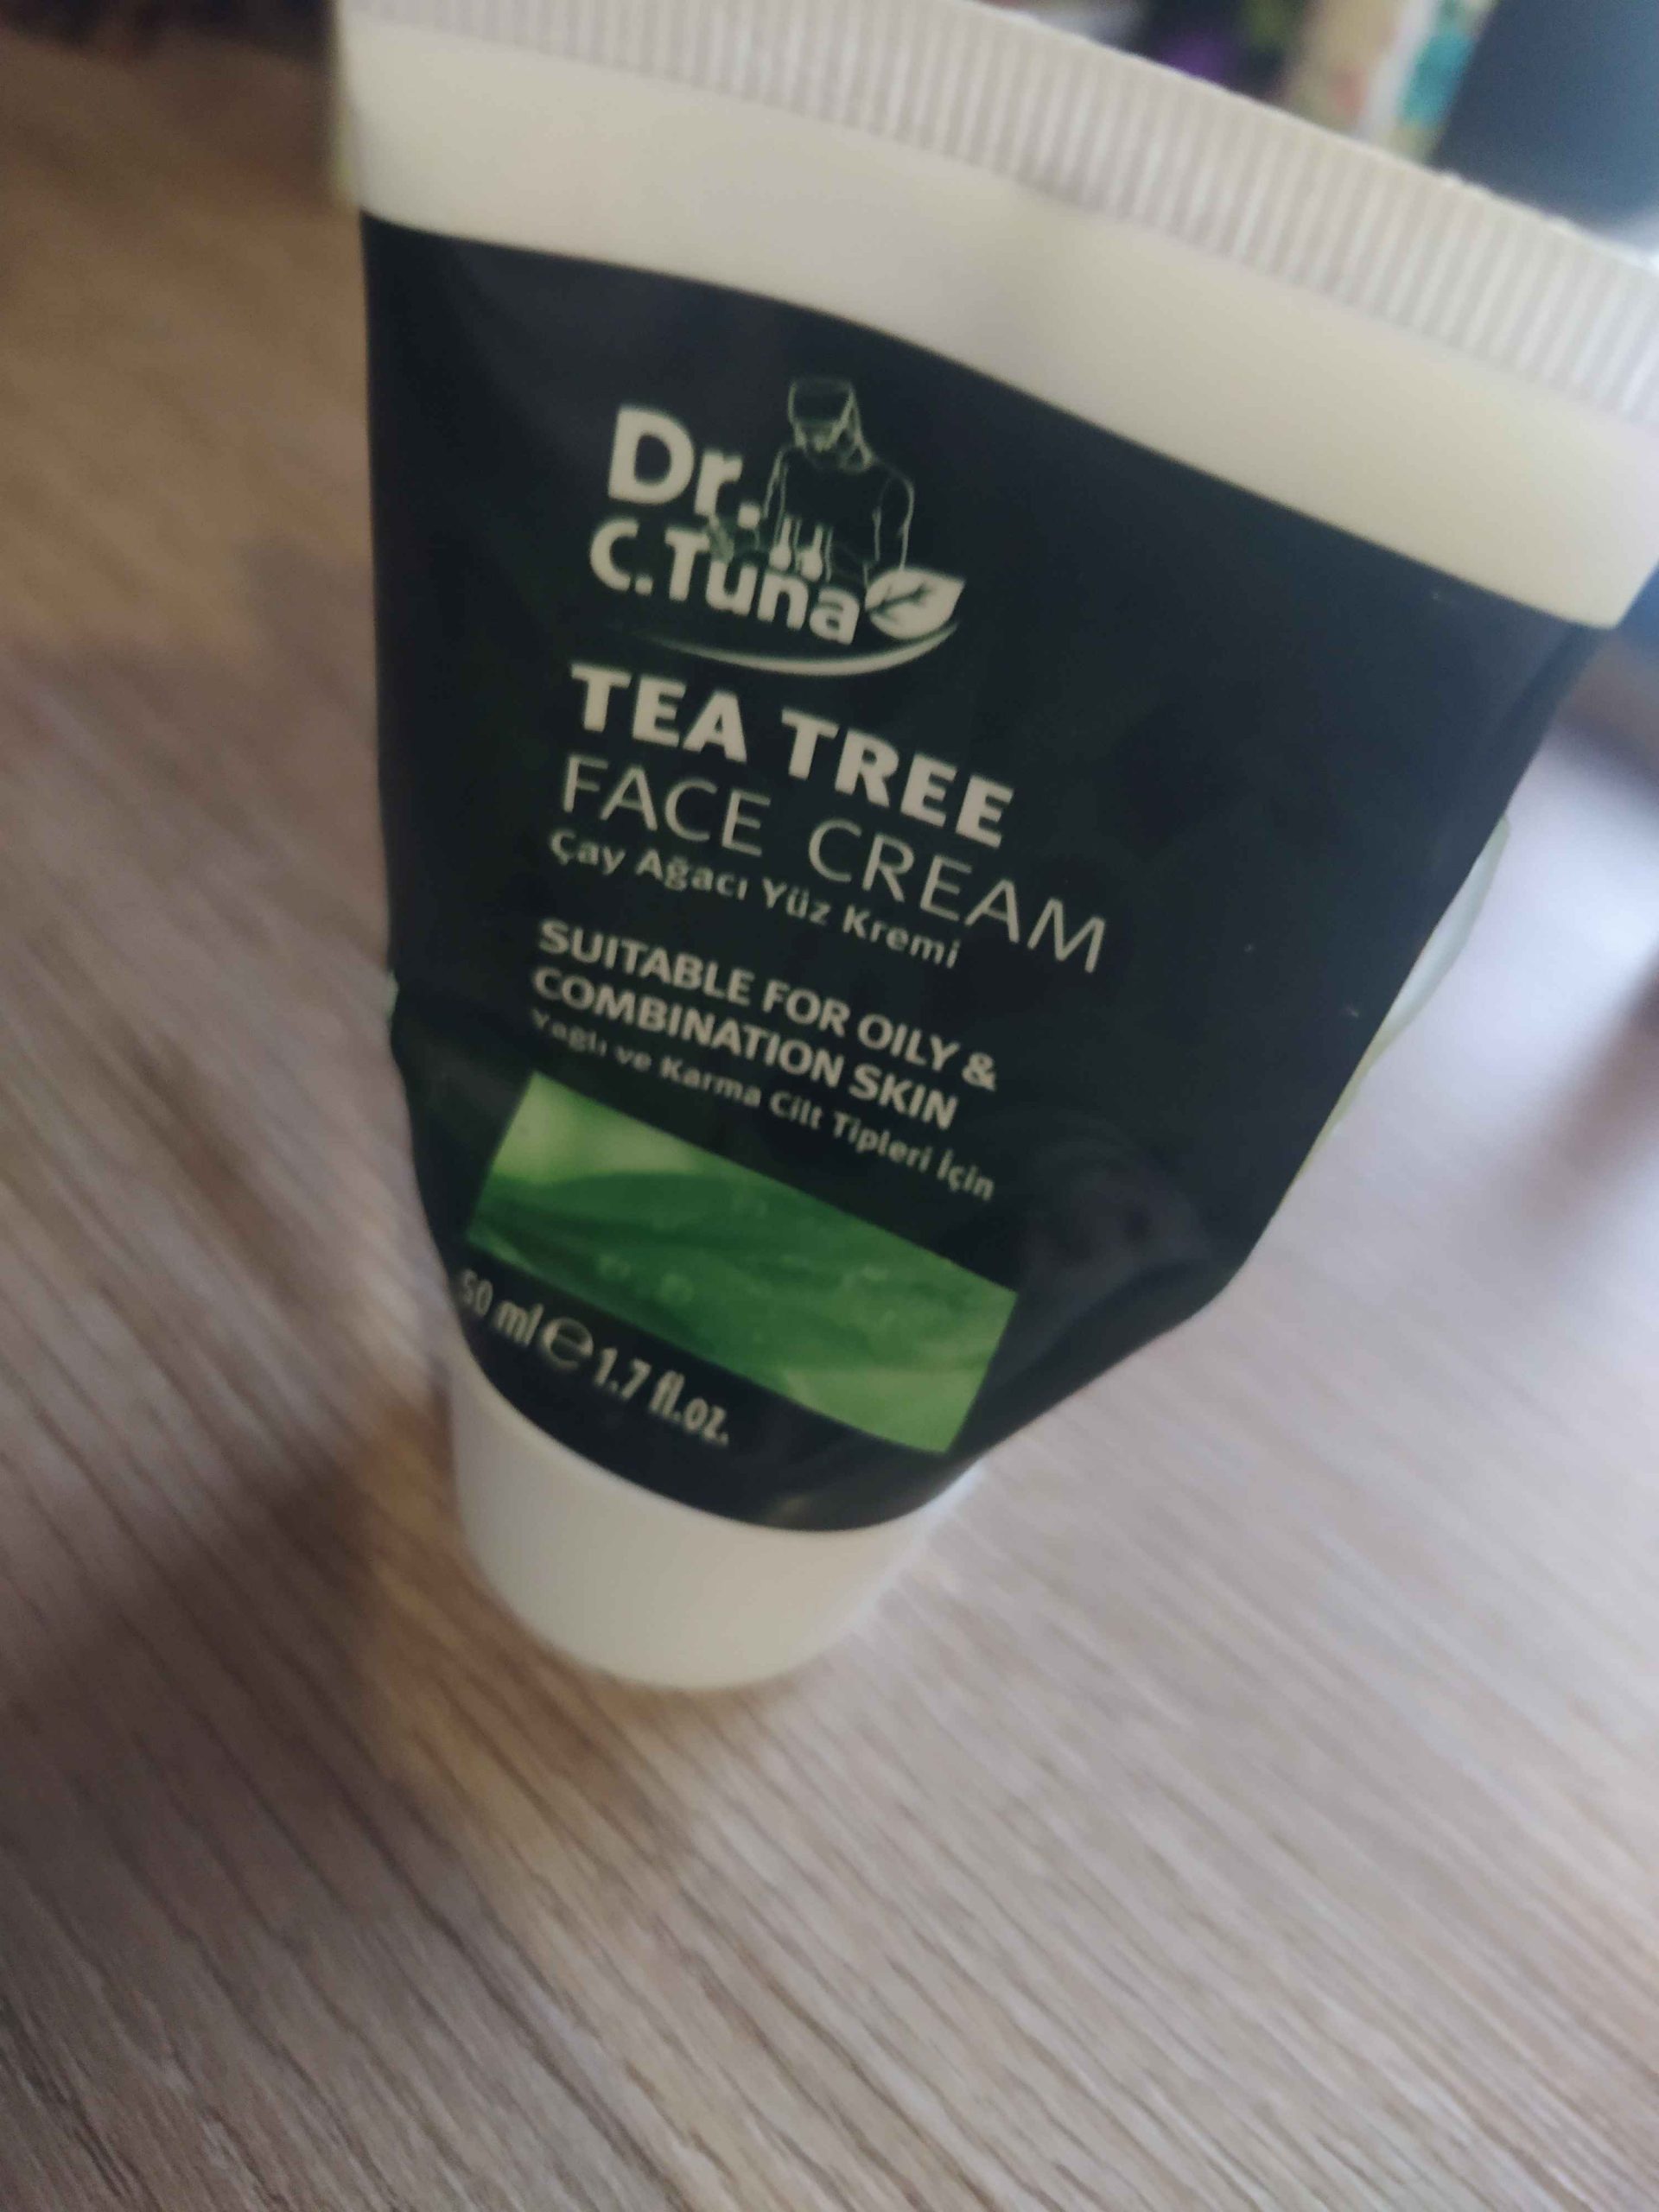 Dr.
C.Tuna
TEA TREE
FACE CREAM
Çay Ağacı Yüz Kremi
SUITABLE FOR OILY &
COMBINATION SKIN
Yağlı ve Karma Cilt Tipleri İçin
50 ml ℮ 1.7 fl.oz.